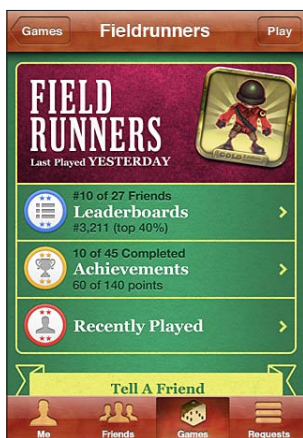 Games Fieldrunners Play
FIELD
RUNNERS
Last Played YESTERDAY
GOLD
#10 of 27 Friends
Leaderboards
#3,211 (top 40%)
10 of 45 Completed
Achievements
60 of 140 points
Recently Played
Tell A Friend
Me Friends Games Requests